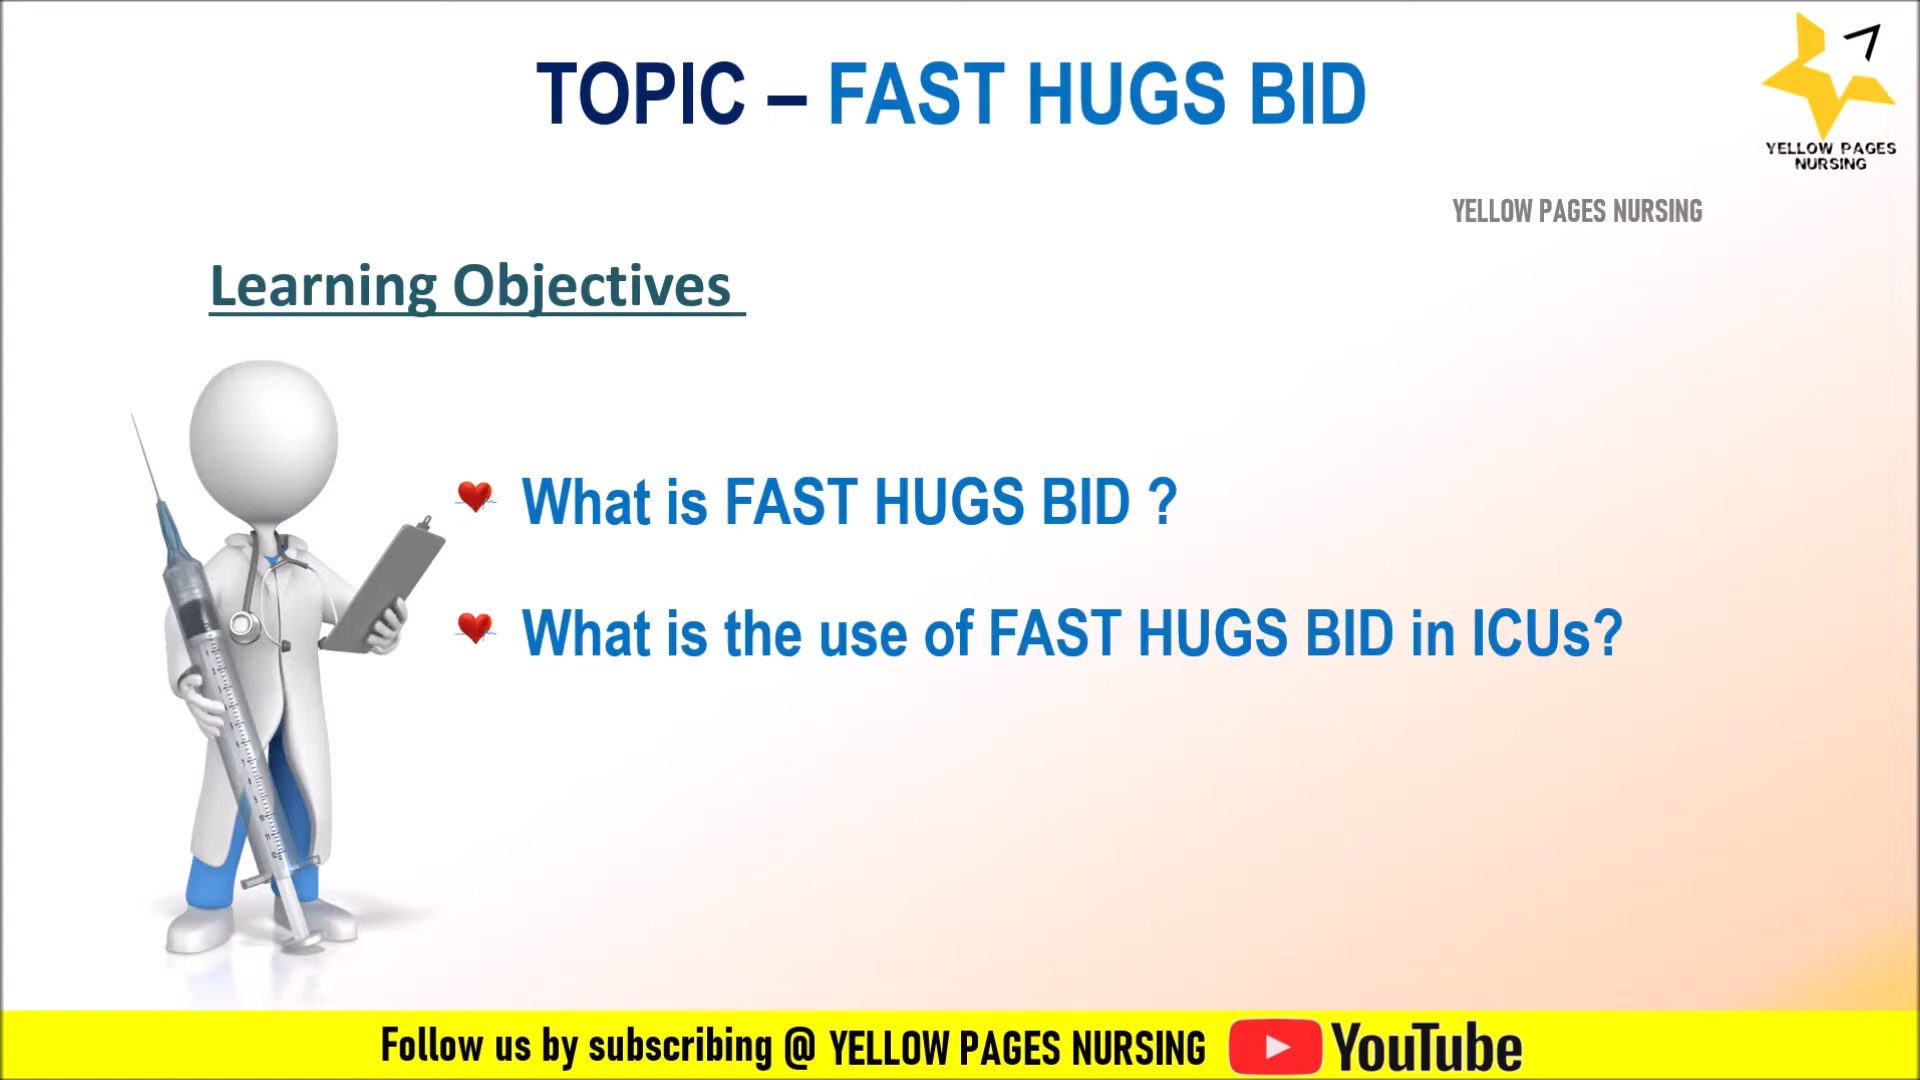 TOPIC – FAST HUGS BID
YELLOW PAGES
NURSING
YELLOW PAGES NURSING
Learning Objectives
What is FAST HUGS BID ?
What is the use of FAST HUGS BID in ICUs?
Follow us by subscribing @ YELLOW PAGES NURSING YouTube